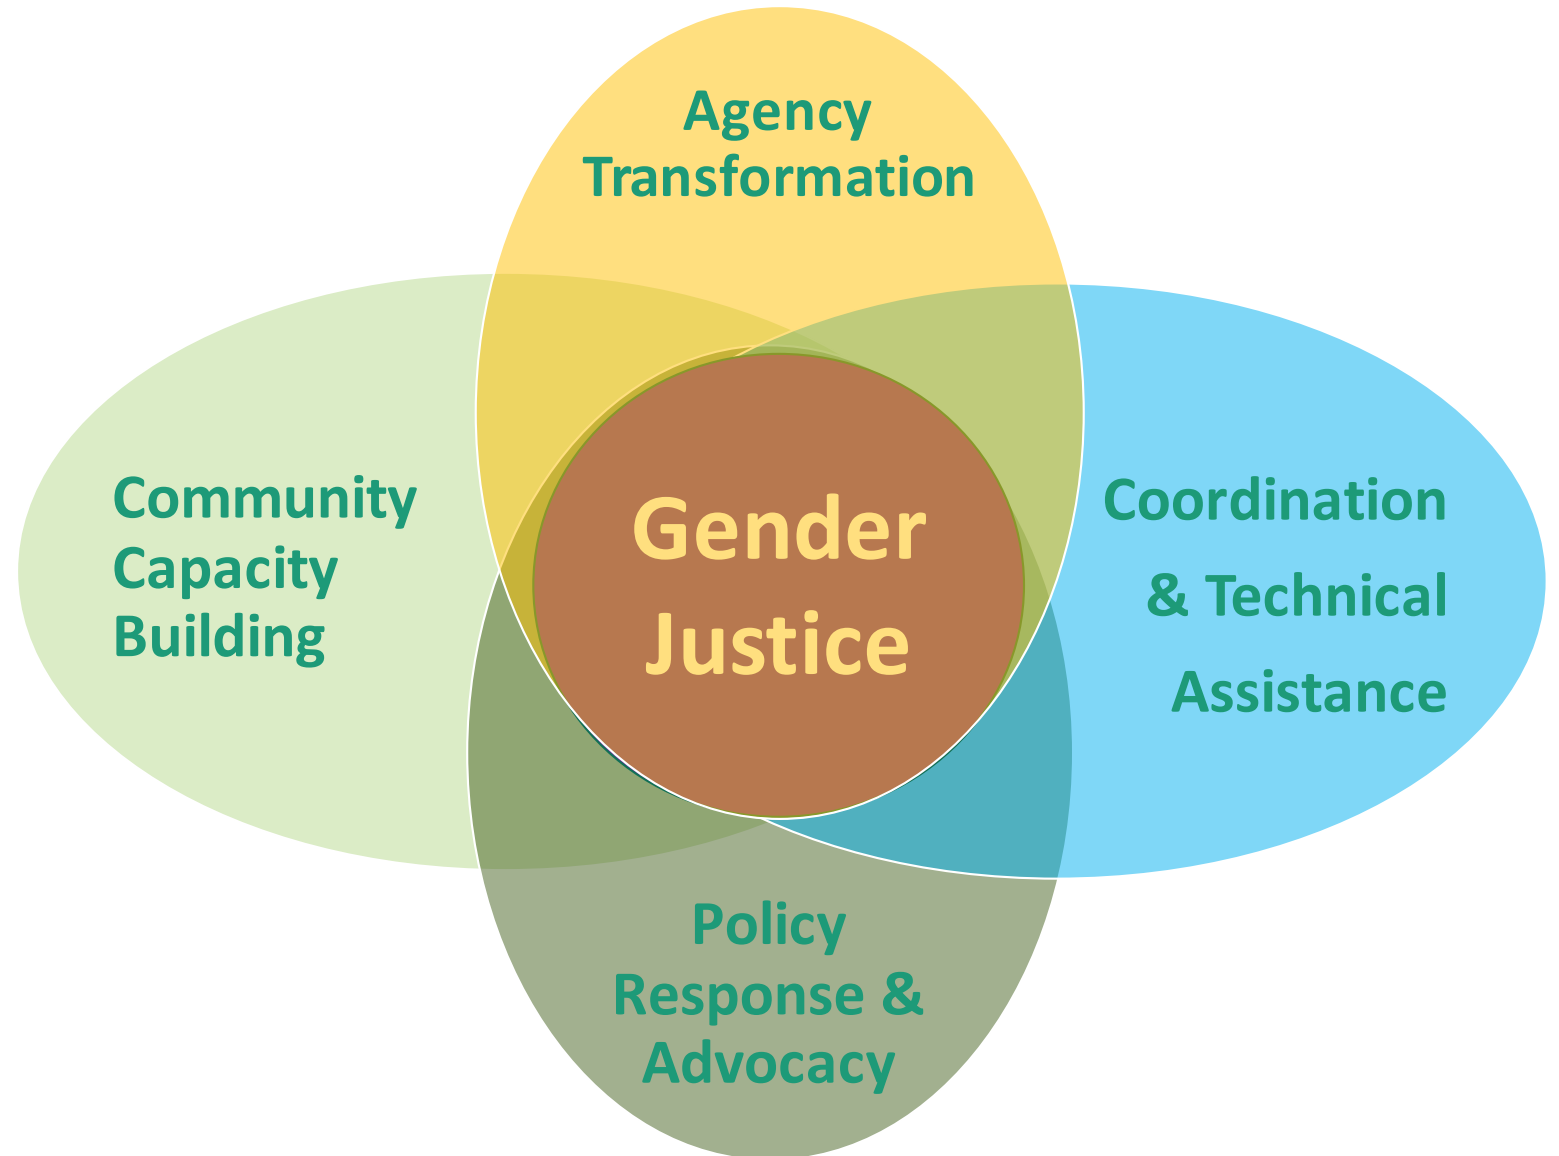 Agency
Transformation
Community
Capacity
Building
Gender
Justice
Coordination
& Technical
Assistance
Policy
Response &
Advocacy